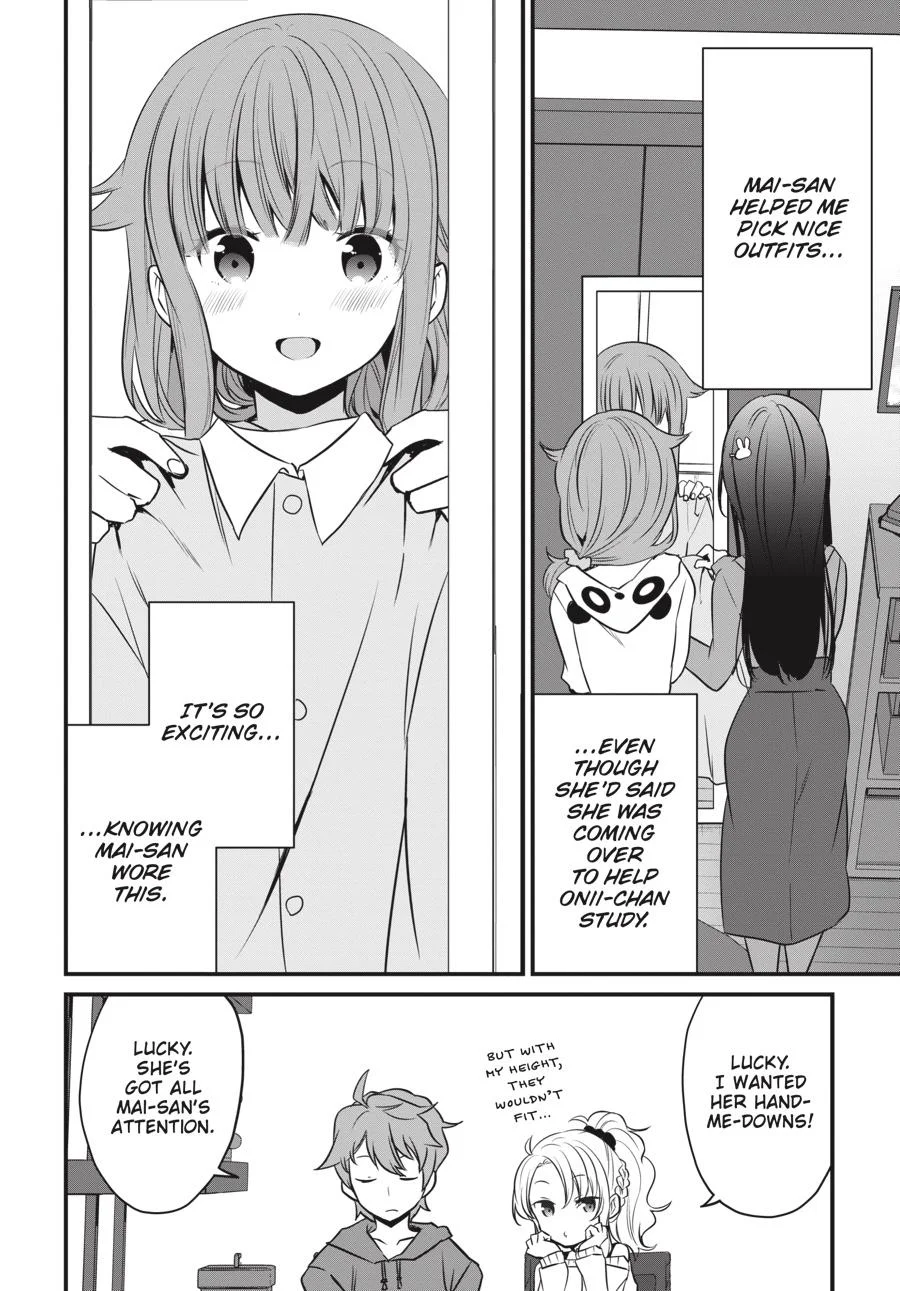 MAI-SAN
HELPED ME
PICK NICE
OUTFITS...
...EVEN
THOUGH
SHE'D SAID
SHE WAS
COMING
OVER
TO HELP
ONII-CHAN
STUDY.
IT'S SO
EXCITING...
...KNOWING
MAI-SAN
WORE
THIS.
LUCKY.
I WANTED
HER HAND-
ME-DOWNS!
BUT WITH
MY HEIGHT,
THEY
WOULDN'T
FIT...
LUCKY.
SHE'S
GOT ALL
MAI-SAN'S
ATTENTION.